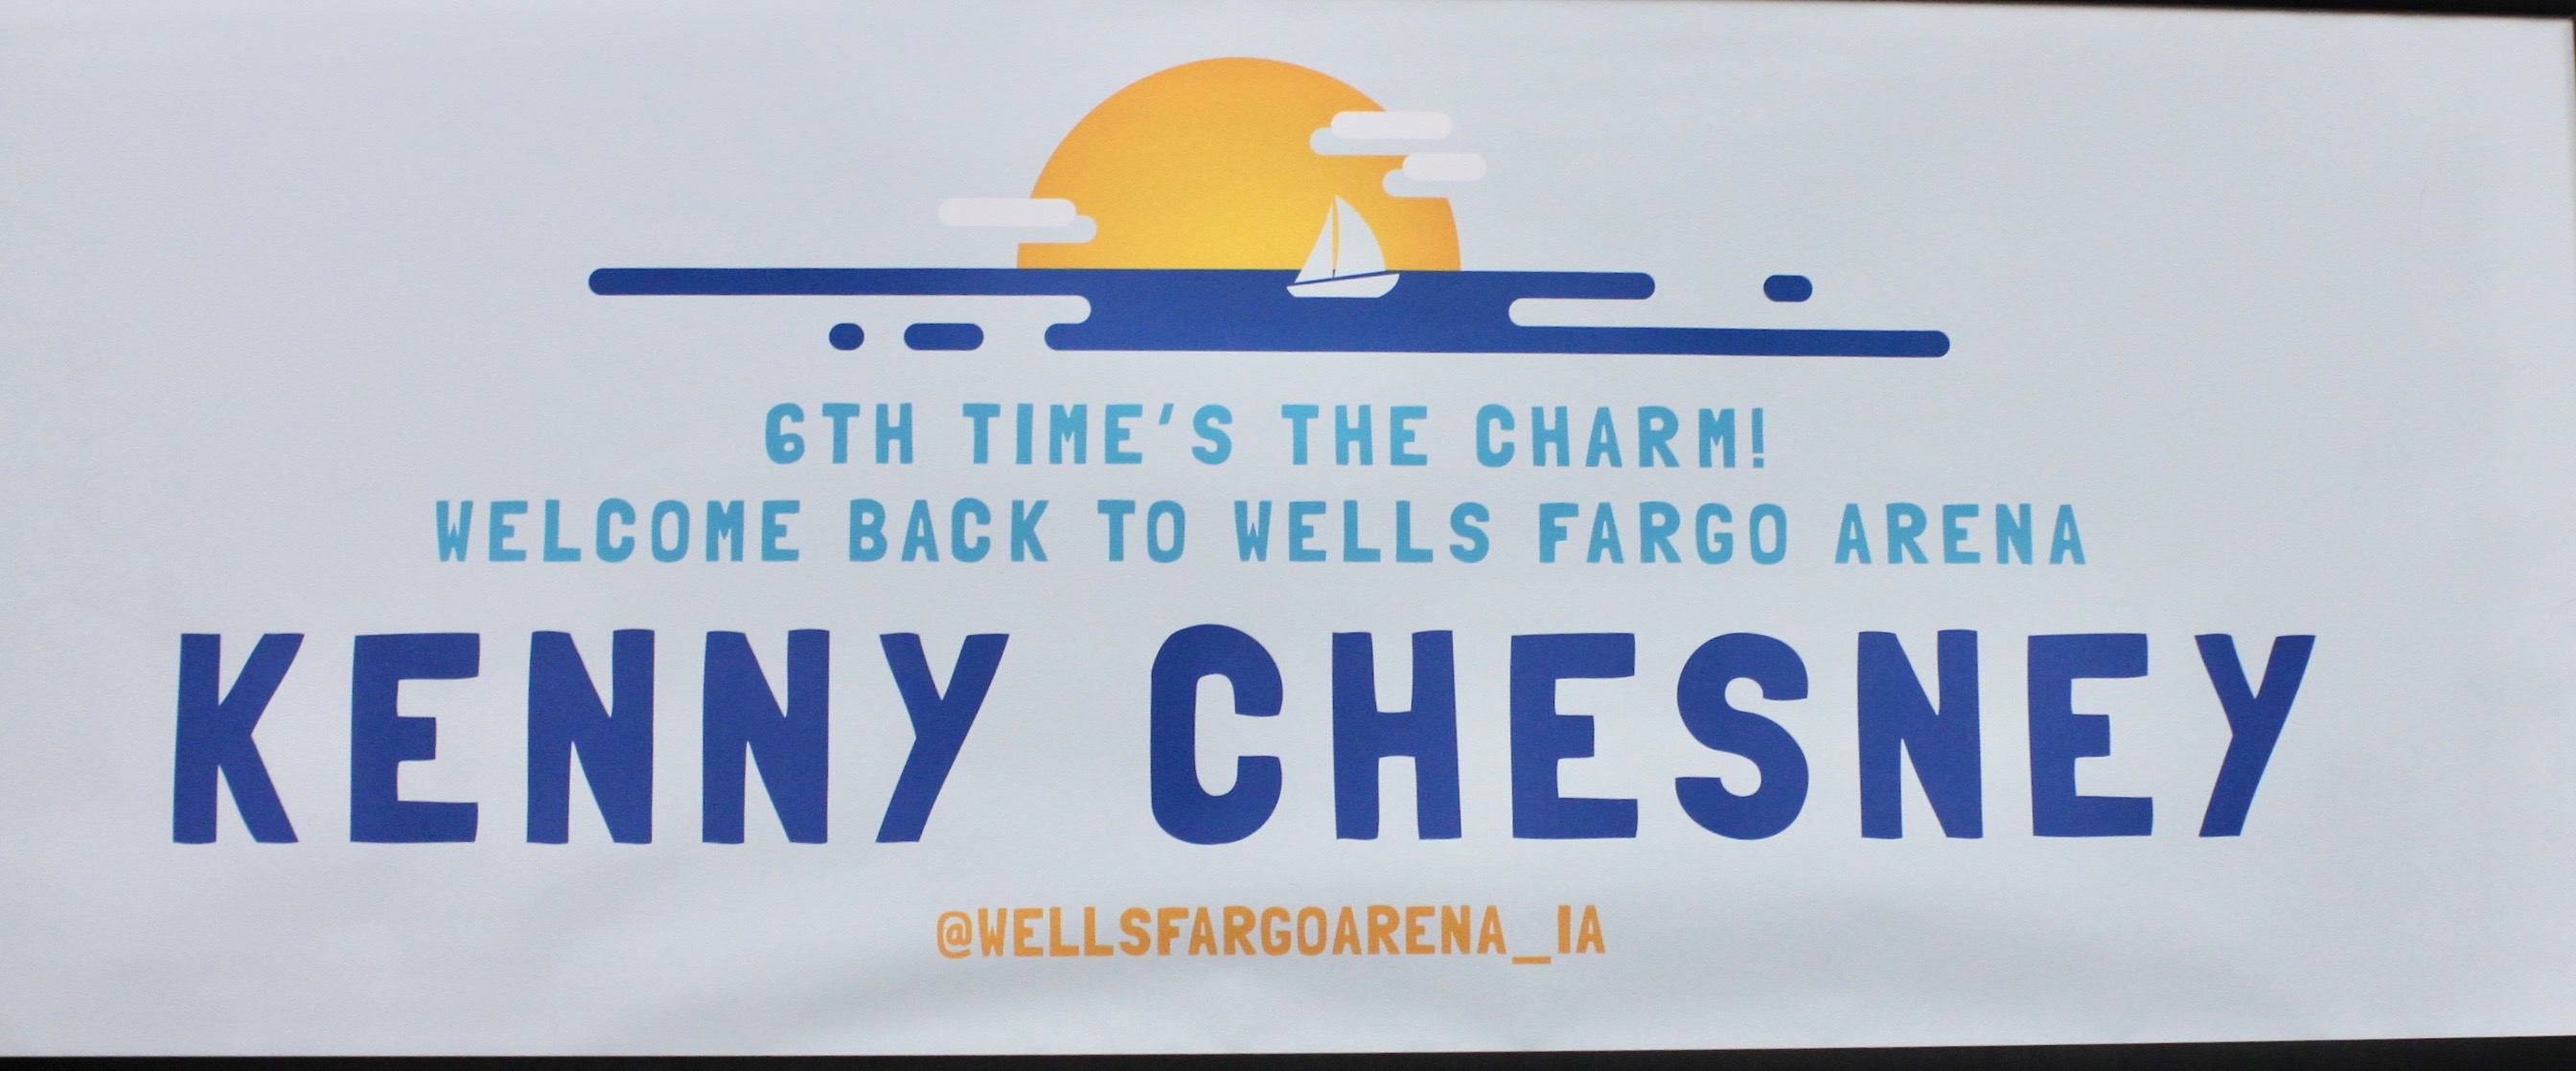 6TH TIME'S THE CHARM!
WELCOME BACK TO WELLS FARGO ARENA
KENNY CHESNEY
@WELLSFARGOARENA_IA